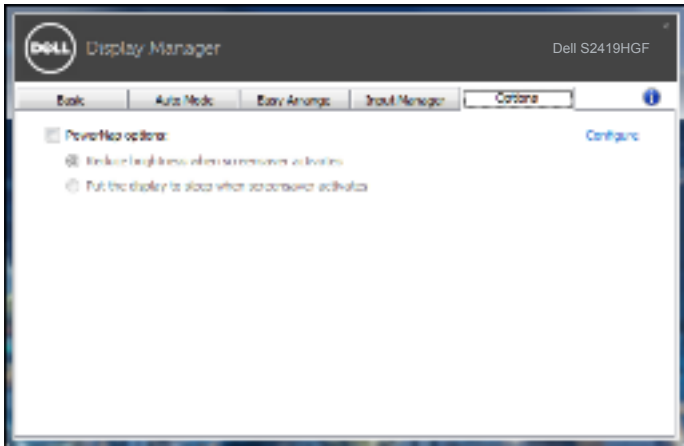 DELL Display Manager Dell S2419HGF
Basic Auto Mode Easy Arrange Input Manager Options
PowerNap options: Configure
Reduce brightness when screensaver activates
Put the display to sleep when screensaver activates